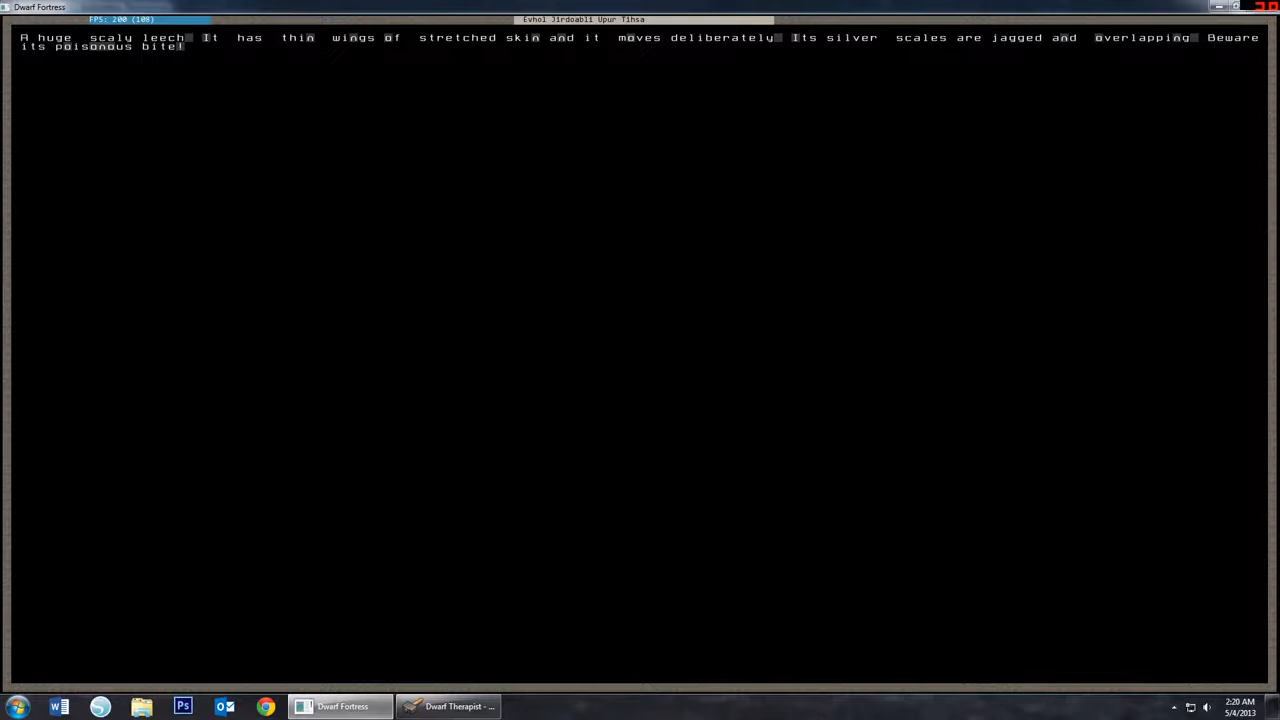 Dwarf Fortress
FPS: 200 (108)
Evhol Jirdoabli Upur Tihsa
A huge scaly leech It has thin wings of stretched skin and it moves deliberately Its silver scales are jagged and overlapping Beware
its poisonous bite!
Ps
Dwarf Fortress
Dwarf Therapist - ...
2:20 AM
5/4/2013